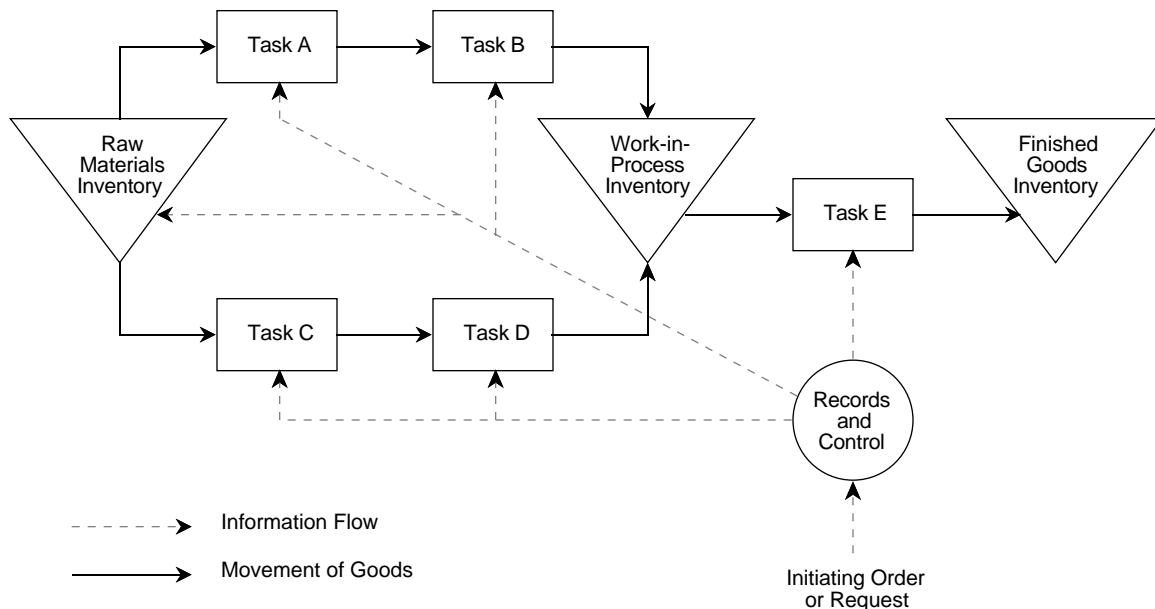 Task A
Task B
Raw
Materials
Inventory
Work-in-
Process
Inventory
Finished
Goods
Inventory
Task E
Task C
Task D
Records
and
Control
Information Flow
Movement of Goods
Initiating Order
or Request